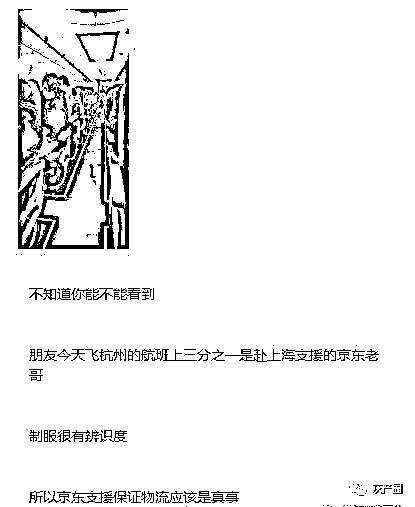 不知道你能不能看到
朋友今天飞杭州的航班上三分之一是赴上海支援的京东老
哥
制服很有辨识度
所以京东支援保证物流应该是真事